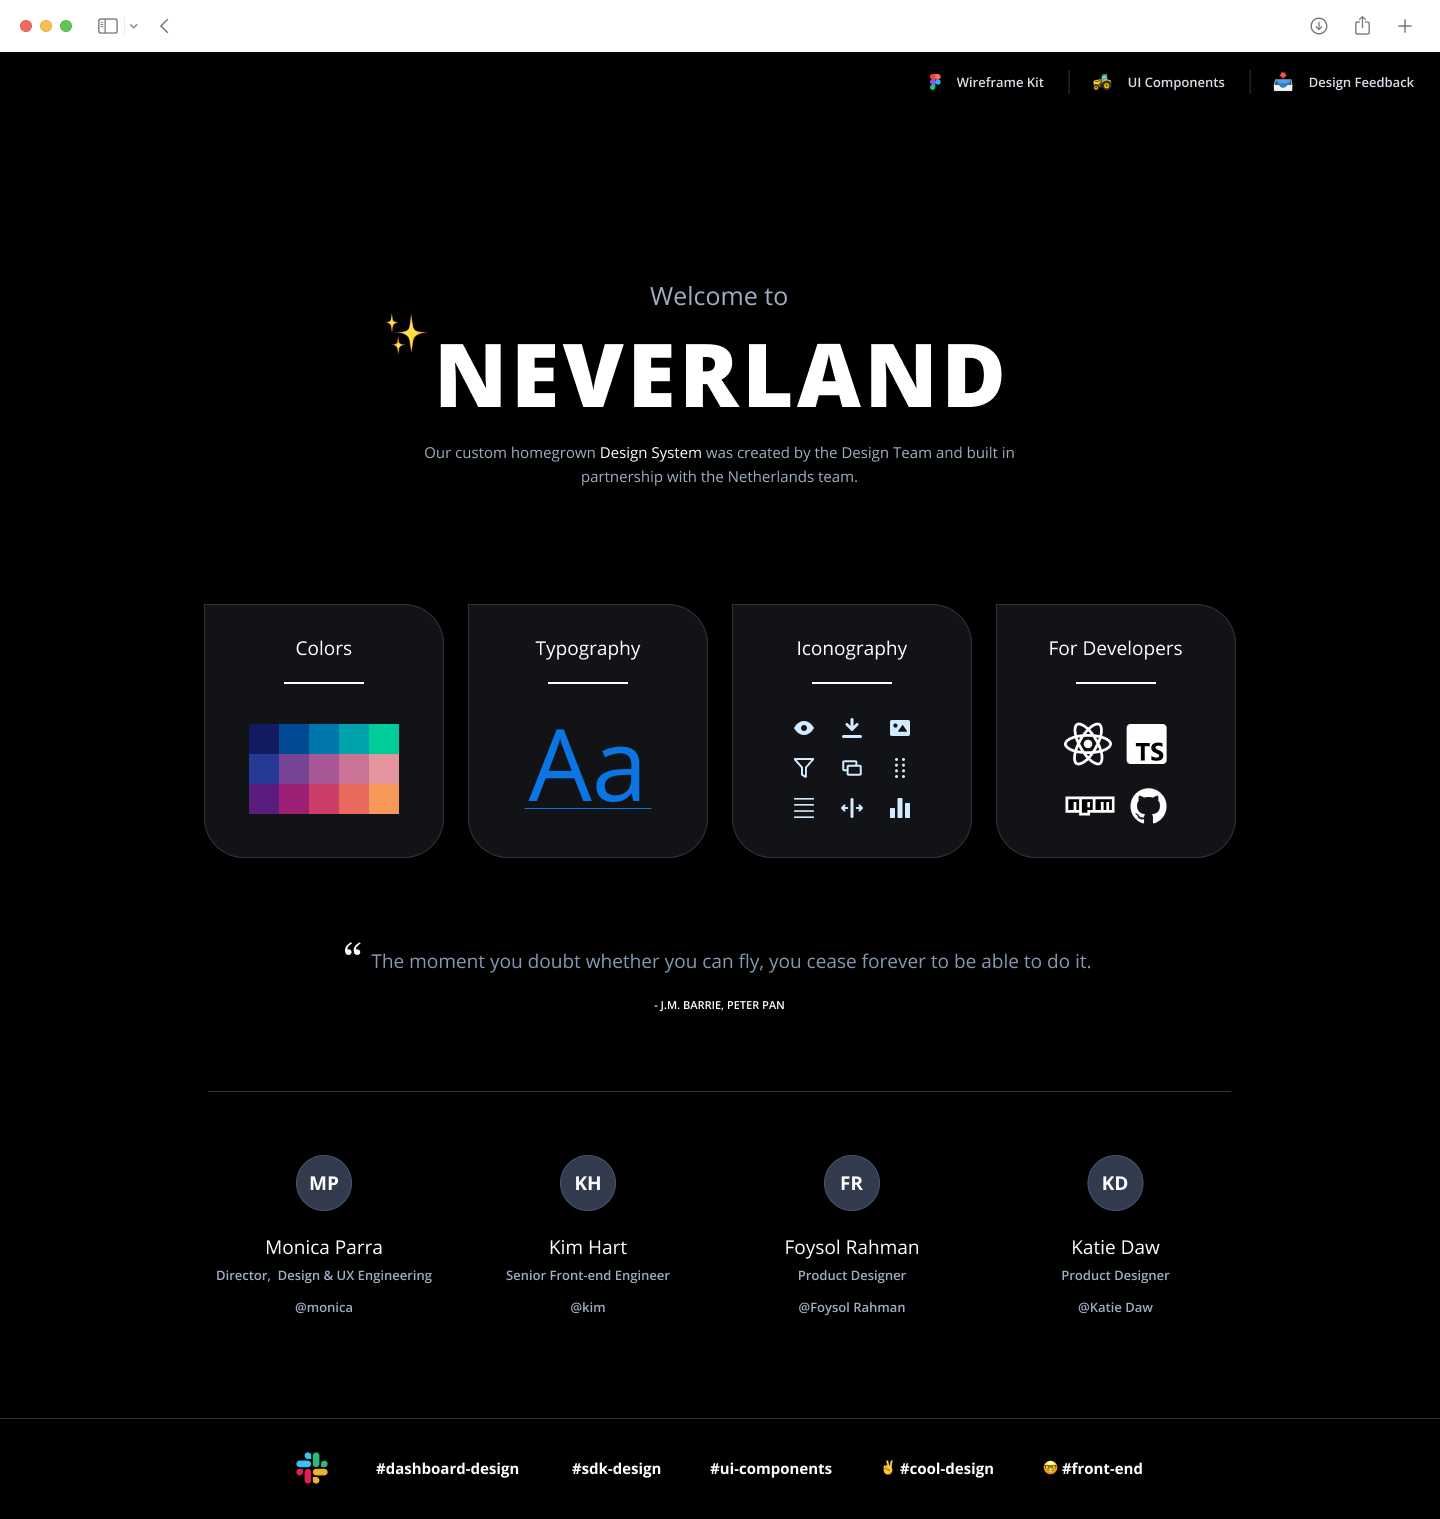 Wireframe Kit
UI Components
Design Feedback
Welcome to
NEVERLAND
Our custom homegrown Design System was created by the Design Team and built in
partnership with the Netherlands team.
Colors
Typography
Iconography
For Developers
Aa
TS
npm
“ The moment you doubt whether you can fly, you cease forever to be able to do it.
- J.M. BARRIE, PETER PAN
MP
KH
FR
KD
Monica Parra
Kim Hart
Foysol Rahman
Katie Daw
Director,  Design & UX Engineering
Senior Front-end Engineer
Product Designer
Product Designer
@monica
@kim
@Foysol Rahman
@Katie Daw
#dashboard-design
#sdk-design
#ui-components
✌️ #cool-design
🤓 #front-end